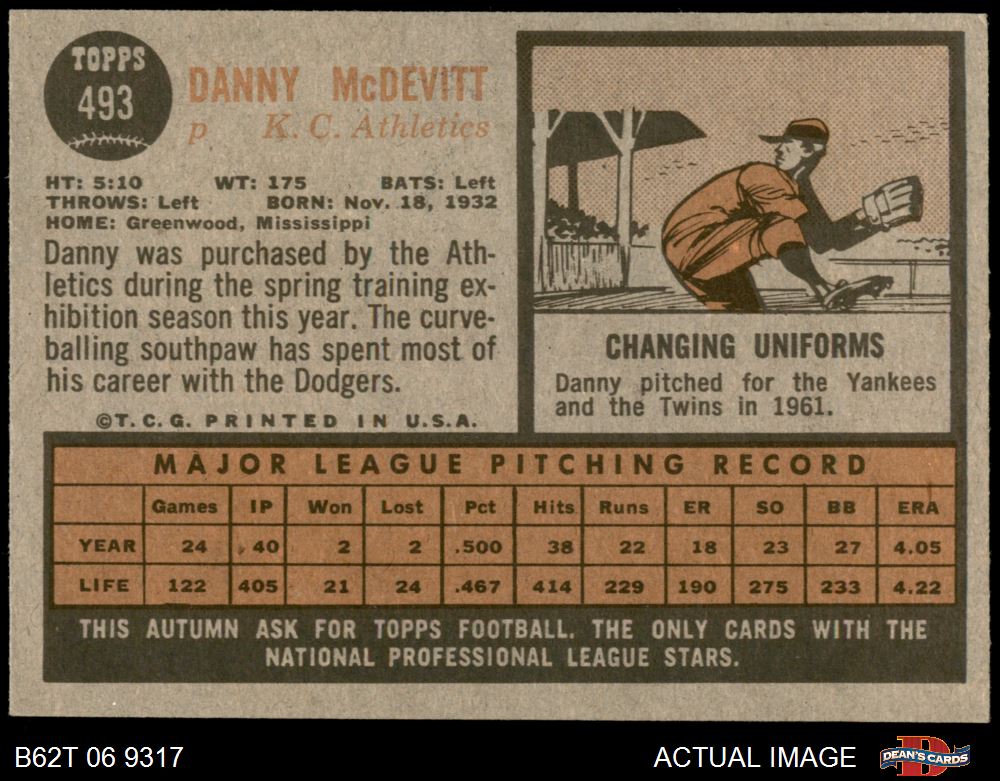 TOPPS
493
DANNY McDEVITT
p K. C. Athletics
HT: 5:10 WT: 175 BATS: Left
THROWS: Left BORN: Nov. 18, 1932
HOME: Greenwood, Mississippi
Danny was purchased by the Ath-
letics during the spring training ex-
hibition season this year. The curve-
balling southpaw has spent most of
his career with the Dodgers.
©T.C.G. PRINTED IN U.S.A.
CHANGING UNIFORMS
Danny pitched for the Yankees
and the Twins in 1961.
MAJOR LEAGUE PITCHING RECORD
Games IP Won Lost Pct Hits Runs ER SO BB ERA
YEAR 24 40 2 2 .500 38 22 18 23 27 4.05
LIFE 122 405 21 24 .467 414 229 190 275 233 4.22
THIS AUTUMN ASK FOR TOPPS FOOTBALL. THE ONLY CARDS WITH THE
NATIONAL PROFESSIONAL LEAGUE STARS.
B62T 06 9317 ACTUAL IMAGE DEAN'S CARDS